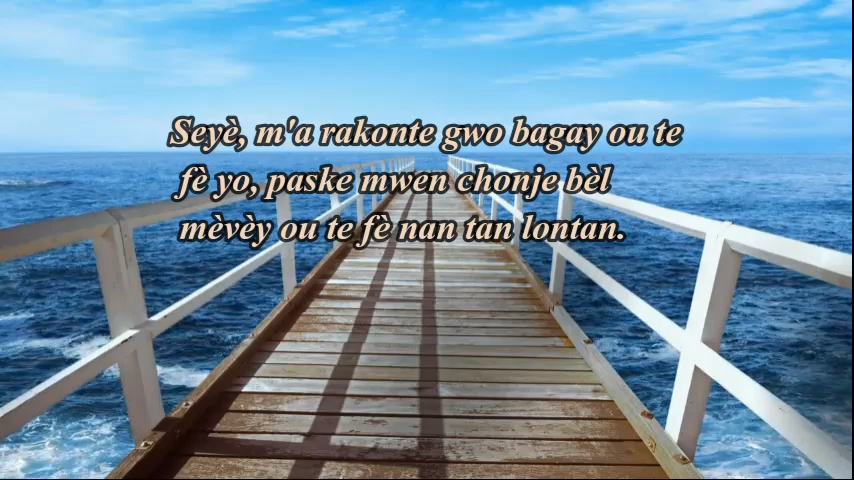 Seyè, m'a rakonte gwo bagay ou te
fè yo, paske mwen chonje bèl
mèvèy ou te fè nan tan lontan.